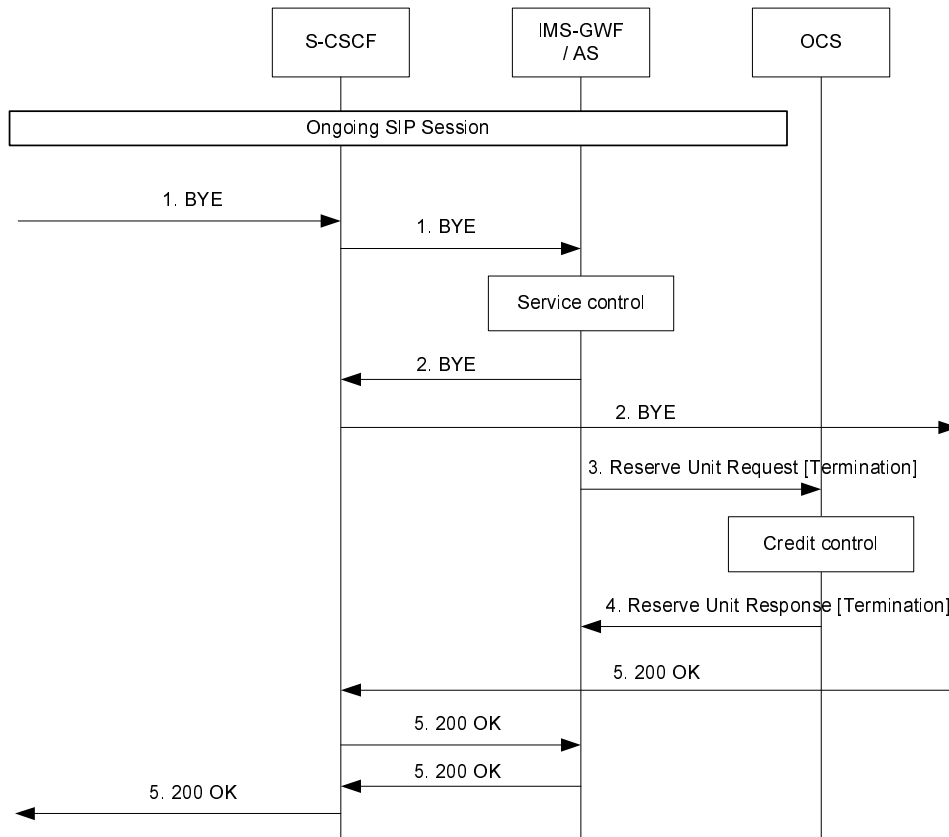 S-CSCF
IMS-GWF
/ AS
OCS
Ongoing SIP Session
1. BYE
1. BYE
Service control
2. BYE
2. BYE
3. Reserve Unit Request [Termination]
Credit control
4. Reserve Unit Response [Termination]
5. 200 OK
5. 200 OK
5. 200 OK
5. 200 OK